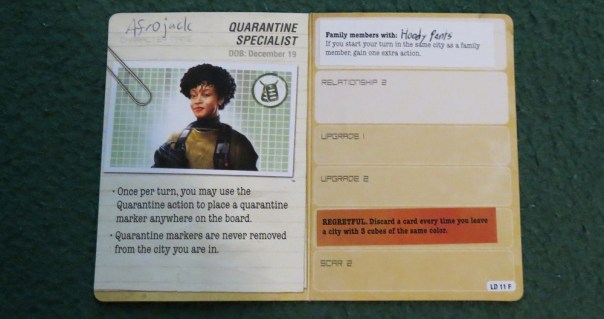 Afrojack
QUARANTINE
SPECIALIST
DOB: December 19
· Once per turn, you may use the
Quarantine action to place a quarantine
marker anywhere on the board.
· Quarantine markers are never removed
from the city you are in.
Family members with: Hoody Pants
If you start your turn in the same city as a family
member, gain one extra action.
RELATIONSHIP 2
UPGRADE 1
UPGRADE 2
REGRETFUL. Discard a card every time you leave
a city with 3 cubes of the same color.
SCAR 2
LD 11 F